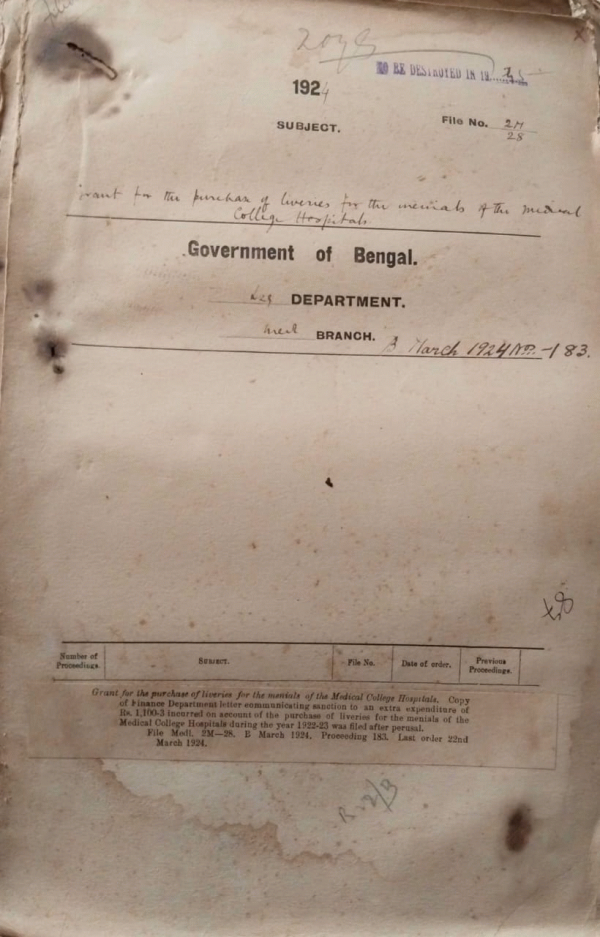 TO BE DESTROYED IN 19
1924
SUBJECT.
File No. 2M/28
Grant for the purchase of liveries for the menials of the Medical
College Hospitals.
Government of Bengal.
DEPARTMENT.
Med BRANCH.
B March 1924 183.
Number of Proceedings.
SUBJECT.
File No.
Date of order.
Previous Proceedings.
Grant for the purchase of liveries for the menials of the Medical College Hospitals. Copy
of Finance Department letter communicating sanction to an extra expenditure of
Rs. 1,100-3 incurred on account of the purchase of liveries for the menials of the
Medical College Hospitals during the year 1922-23 was filed after perusal.
File Medl. 2M—28. B March 1924. Proceeding 183. Last order 22nd
March 1924.